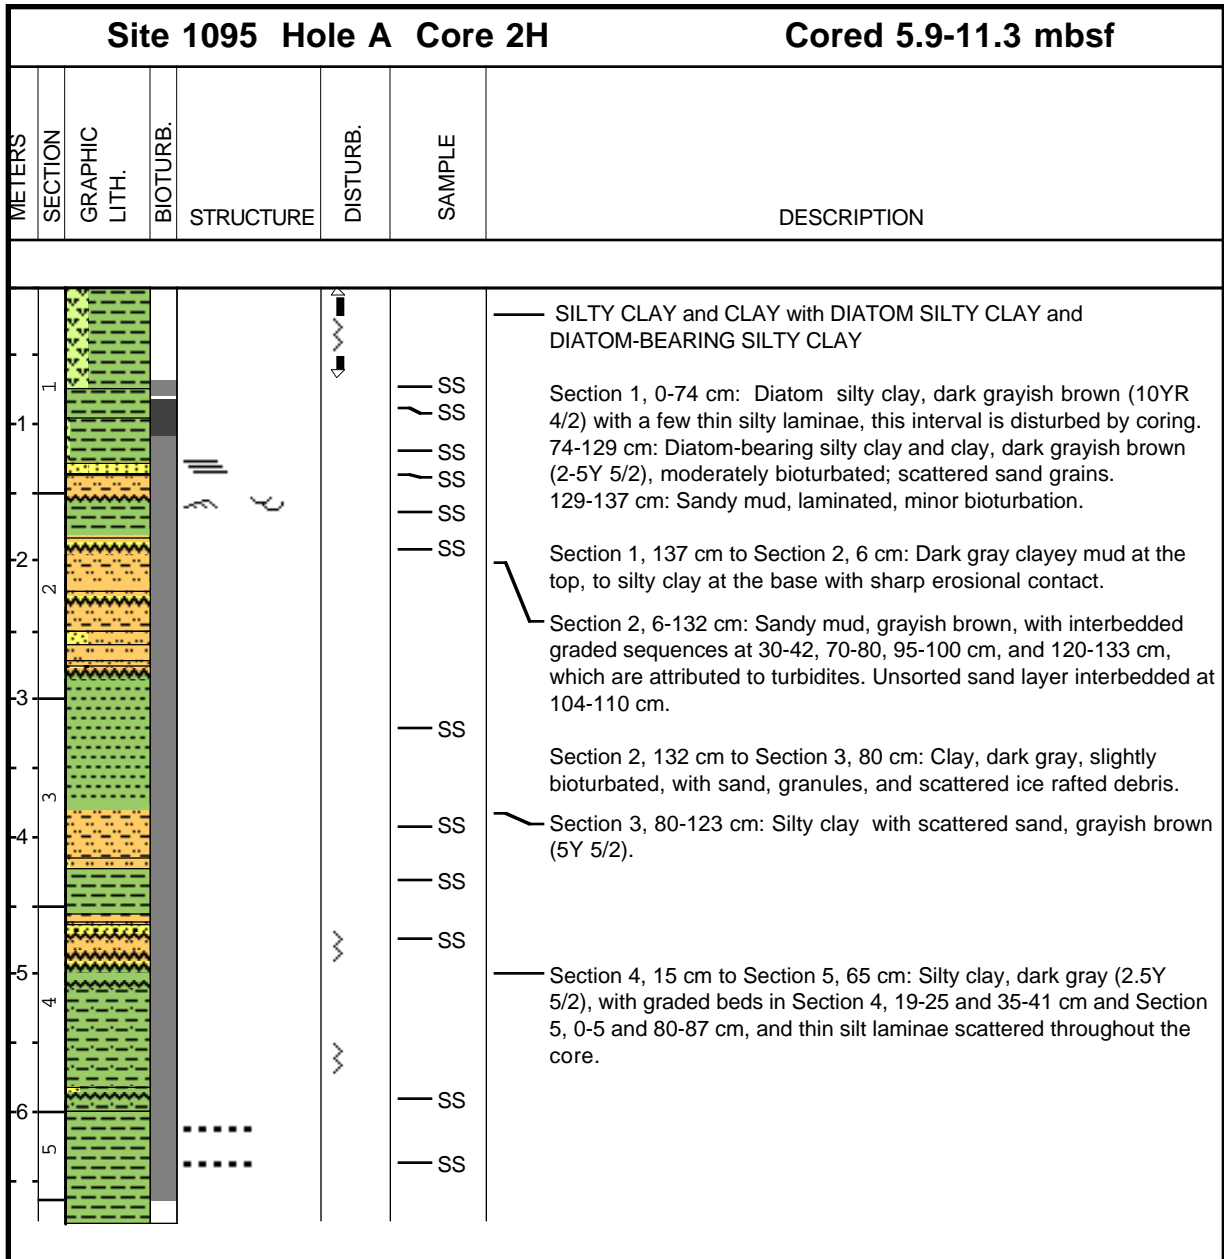 Site 1095 Hole A Core 2H Cored 5.9-11.3 mbsf
METERS SECTION GRAPHIC LITH. BIOTURB. STRUCTURE DISTURB. SAMPLE DESCRIPTION
SILTY CLAY and CLAY with DIATOM SILTY CLAY and
DIATOM-BEARING SILTY CLAY
Section 1, 0-74 cm: Diatom silty clay, dark grayish brown (10YR
4/2) with a few thin silty laminae, this interval is disturbed by coring.
74-129 cm: Diatom-bearing silty clay and clay, dark grayish brown
(2-5Y 5/2), moderately bioturbated; scattered sand grains.
129-137 cm: Sandy mud, laminated, minor bioturbation.
Section 1, 137 cm to Section 2, 6 cm: Dark gray clayey mud at the
top, to silty clay at the base with sharp erosional contact.
Section 2, 6-132 cm: Sandy mud, grayish brown, with interbedded
graded sequences at 30-42, 70-80, 95-100 cm, and 120-133 cm,
which are attributed to turbidites. Unsorted sand layer interbedded at
104-110 cm.
Section 2, 132 cm to Section 3, 80 cm: Clay, dark gray, slightly
bioturbated, with sand, granules, and scattered ice rafted debris.
Section 3, 80-123 cm: Silty clay with scattered sand, grayish brown
(5Y 5/2).
Section 4, 15 cm to Section 5, 65 cm: Silty clay, dark gray (2.5Y
5/2), with graded beds in Section 4, 19-25 and 35-41 cm and Section
5, 0-5 and 80-87 cm, and thin silt laminae scattered throughout the
core.
1
2
3
4
5
6
1
2
3
4
5
SS
SS
SS
SS
SS
SS
SS
SS
SS
SS
SS
SS